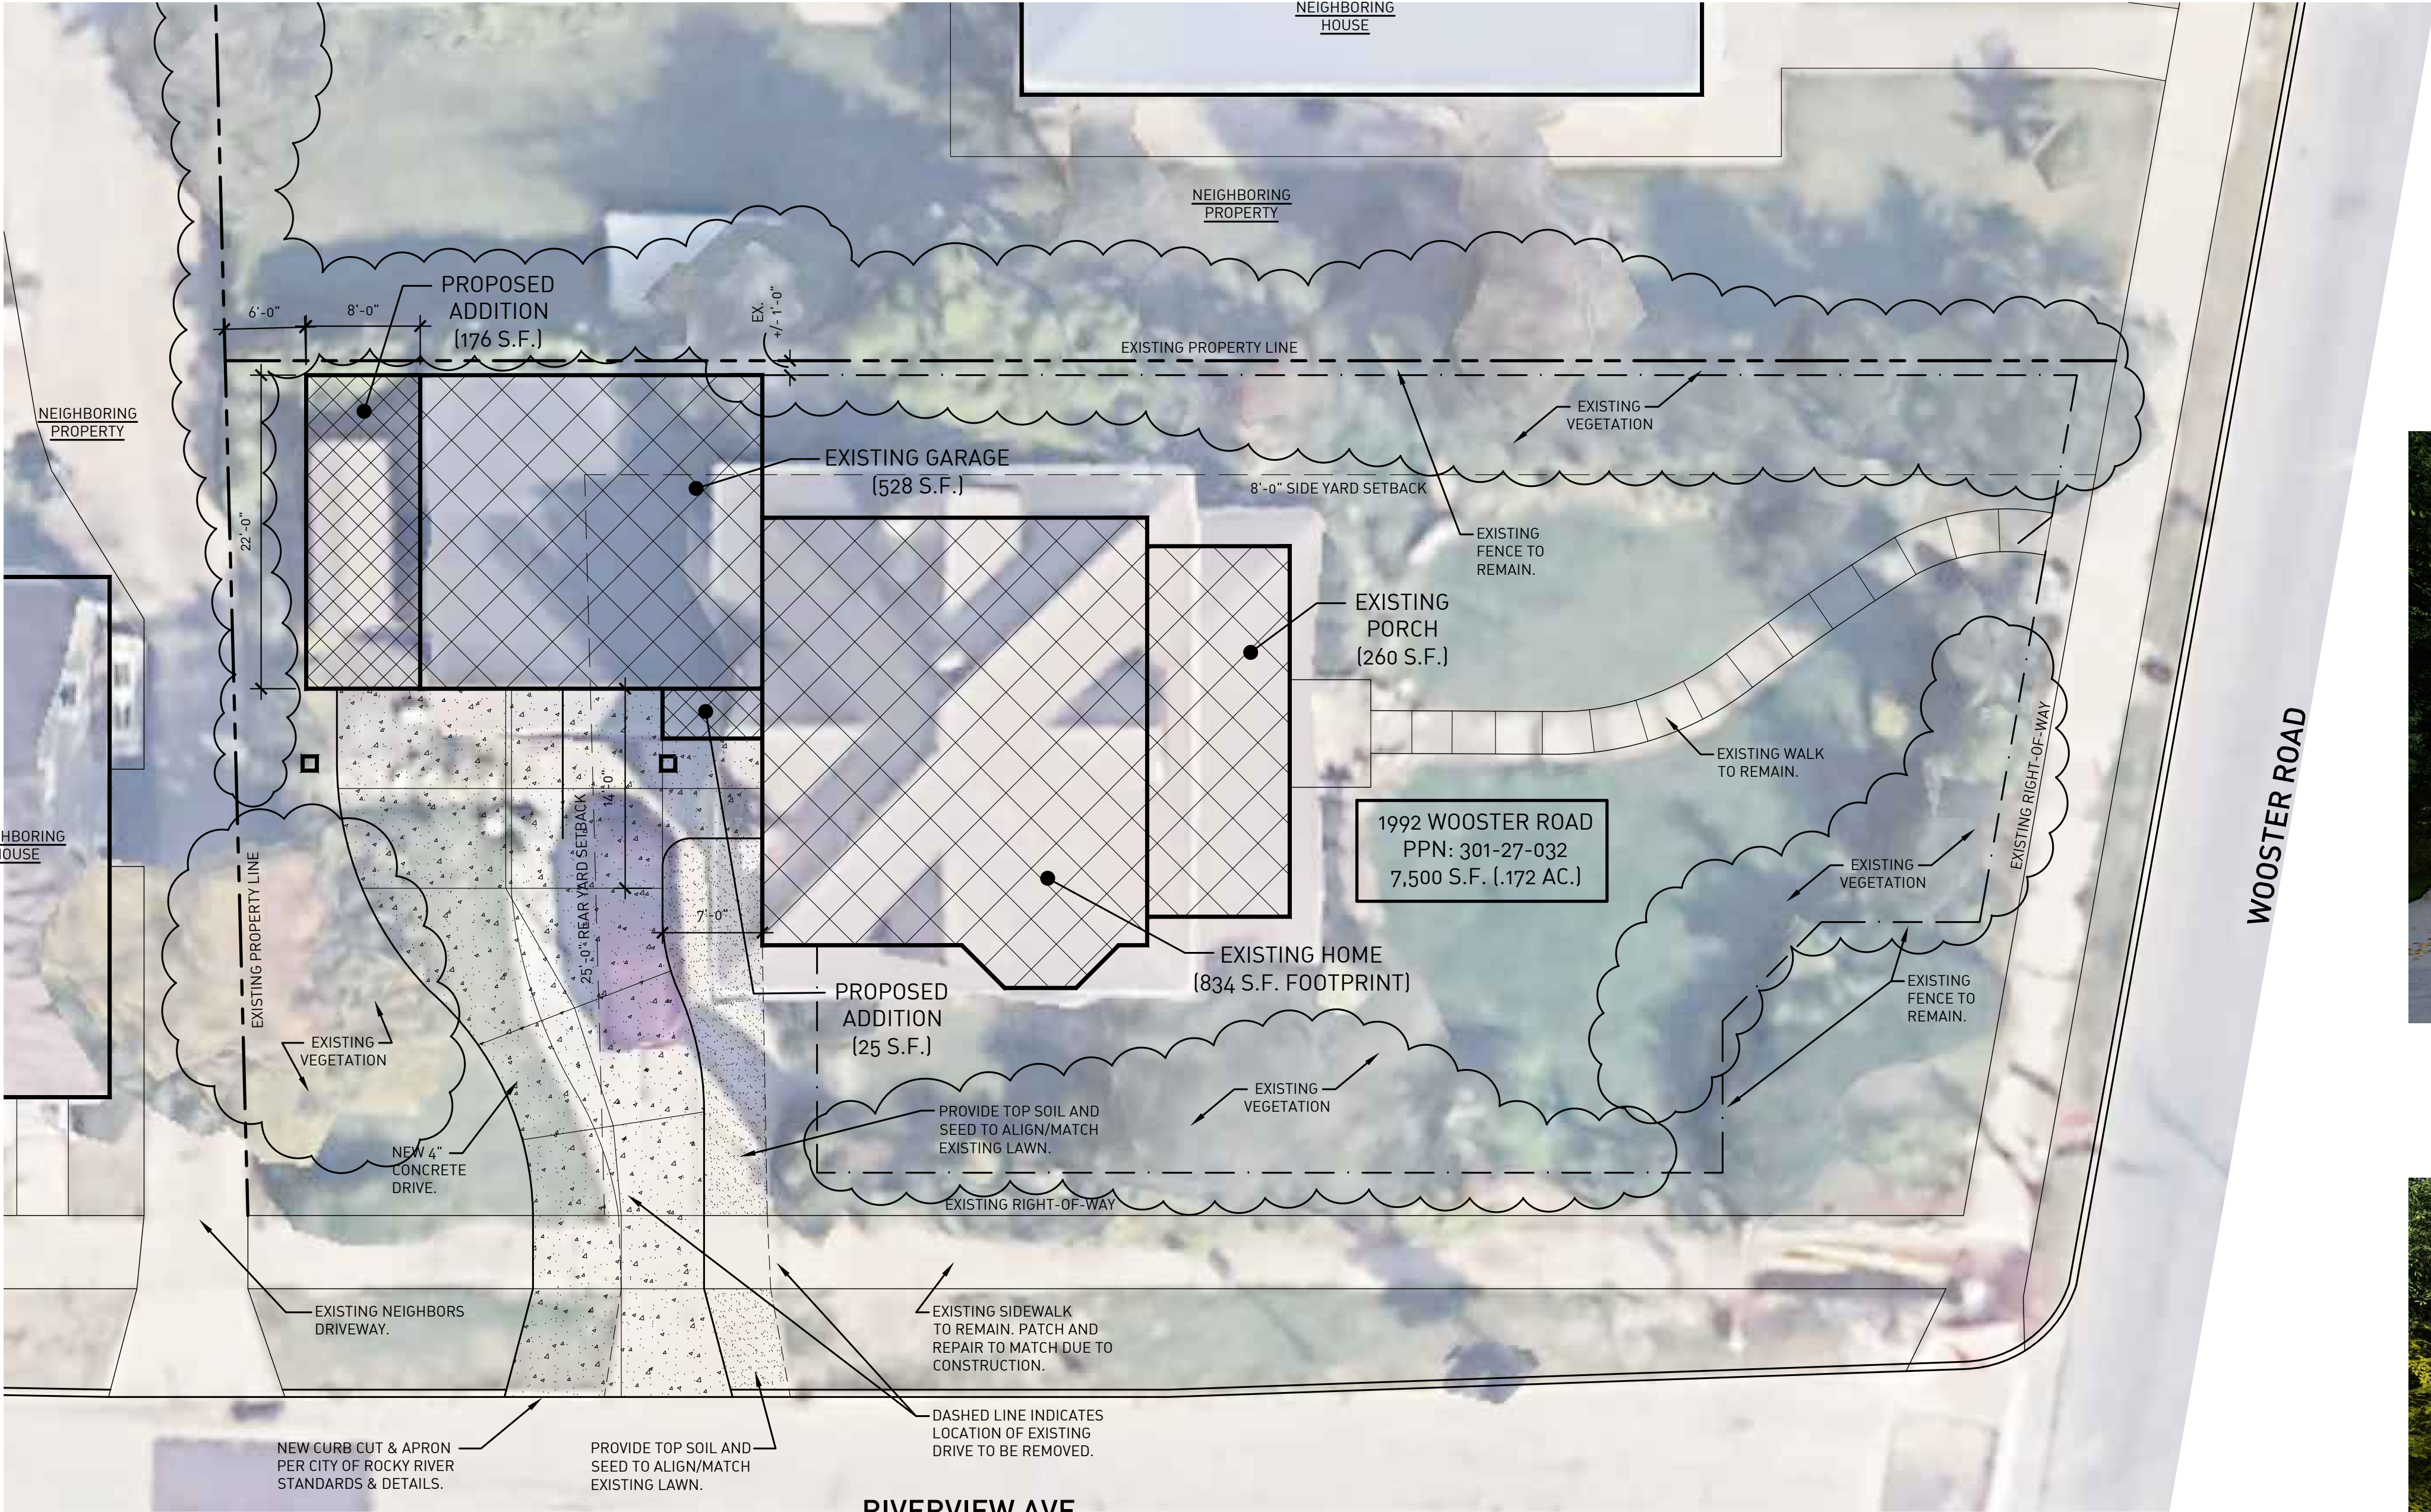 NEIGHBORING
HOUSE
NEIGHBORING
PROPERTY
PROPOSED
ADDITION
(176 S.F.)
6'-0"
8'-0"
EX.
+/- 1'-0"
EXISTING PROPERTY LINE
NEIGHBORING
PROPERTY
EXISTING
VEGETATION
EXISTING GARAGE
(528 S.F.)
8'-0" SIDE YARD SETBACK
22'-0"
EXISTING
FENCE TO
REMAIN.
EXISTING
PORCH
(260 S.F.)
EXISTING WALK
TO REMAIN.
EXISTING RIGHT-OF-WAY
WOOSTER ROAD
1992 WOOSTER ROAD
PPN: 301-27-032
7,500 S.F. (.172 AC.)
14'-0"
25'-0" REAR YARD SETBACK
7'-0"
HBORING
OUSE
EXISTING PROPERTY LINE
EXISTING
VEGETATION
EXISTING HOME
(834 S.F. FOOTPRINT)
PROPOSED
ADDITION
(25 S.F.)
EXISTING
FENCE TO
REMAIN.
EXISTING
VEGETATION
EXISTING
VEGETATION
PROVIDE TOP SOIL AND
SEED TO ALIGN/MATCH
EXISTING LAWN.
NEW 4"
CONCRETE
DRIVE.
EXISTING RIGHT-OF-WAY
EXISTING NEIGHBORS
DRIVEWAY.
EXISTING SIDEWALK
TO REMAIN. PATCH AND
REPAIR TO MATCH DUE TO
CONSTRUCTION.
DASHED LINE INDICATES
LOCATION OF EXISTING
DRIVE TO BE REMOVED.
NEW CURB CUT & APRON
PER CITY OF ROCKY RIVER
STANDARDS & DETAILS.
PROVIDE TOP SOIL AND
SEED TO ALIGN/MATCH
EXISTING LAWN.
RIVERVIEW AVE